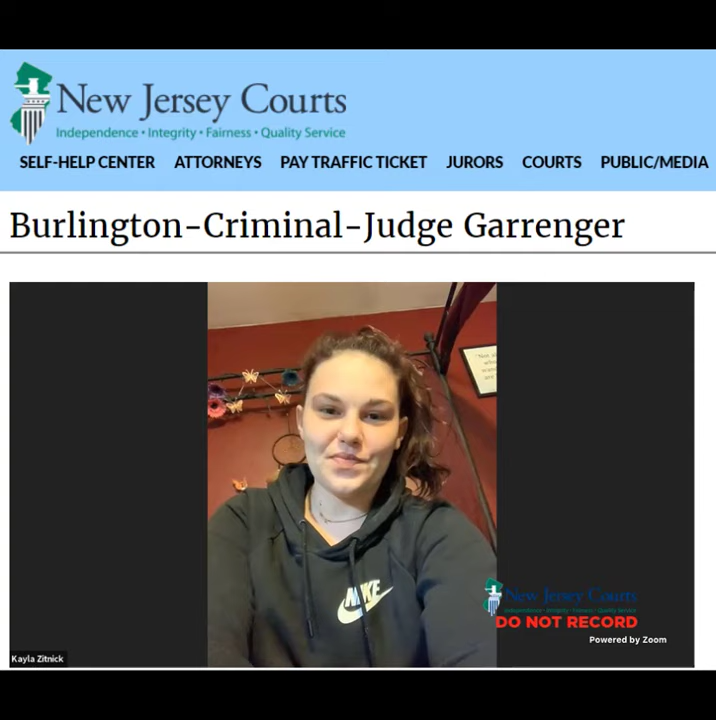 New Jersey Courts
Independence • Integrity • Fairness • Quality Service
SELF-HELP CENTER ATTORNEYS PAY TRAFFIC TICKET JURORS COURTS PUBLIC/MEDIA
Burlington-Criminal-Judge Garrenger
NIKE
New Jersey Courts
Independence • Integrity • Fairness • Quality Service
DO NOT RECORD
Powered by Zoom
Kayla Zitnick